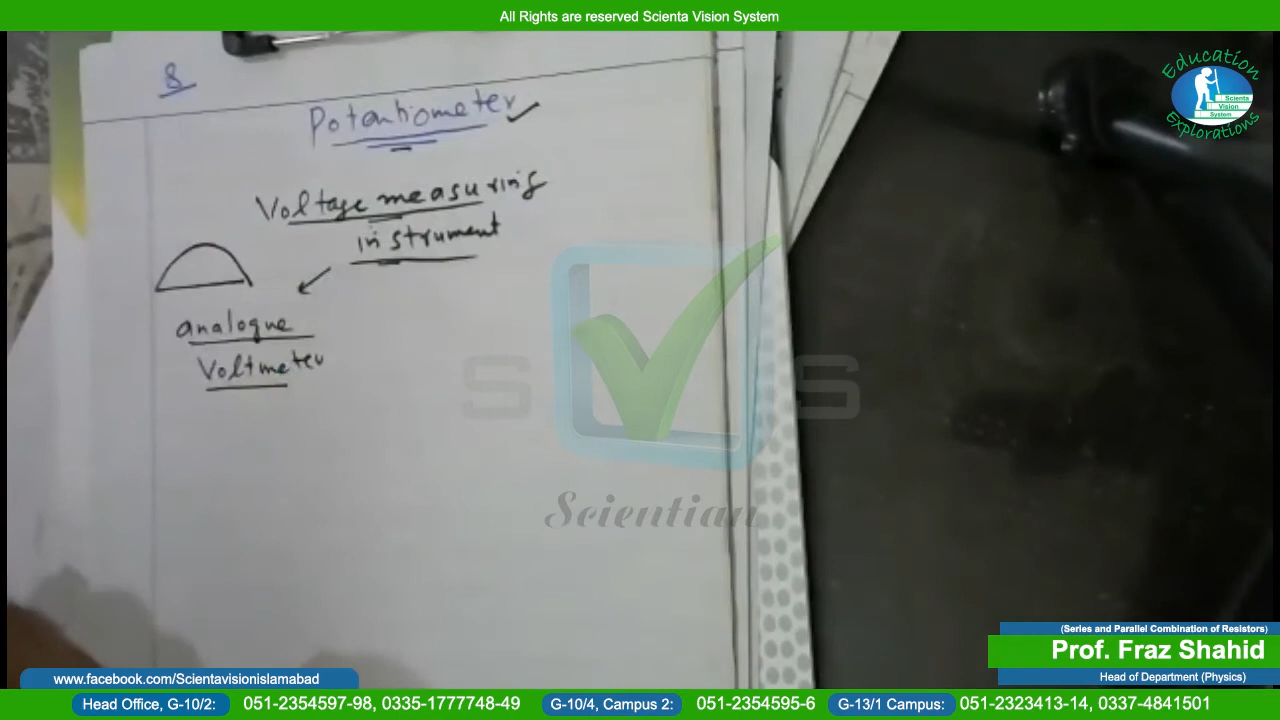 All Rights are reserved Scienta Vision System
Education
Scienta
Vision
System
Explorations
8
Potentiometer
Voltage measuring
instrument
analogue
Voltmeter
S S
Scientian
(Series and Parallel Combination of Resistors)
Prof. Fraz Shahid
Head of Department (Physics)
www.facebook.com/Scientavisionislamabad
Head Office, G-10/2: 051-2354597-98, 0335-1777748-49 G-10/4, Campus 2: 051-2354595-6 G-13/1 Campus: 051-2323413-14, 0337-4841501